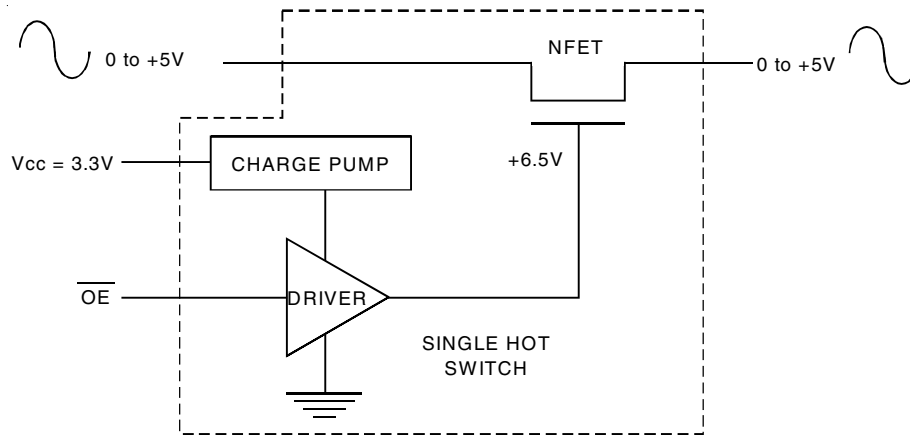 NFET
0 to +5V
0 to +5V
Vcc = 3.3V
CHARGE PUMP
+6.5V
OE
DRIVER
SINGLE HOT
SWITCH